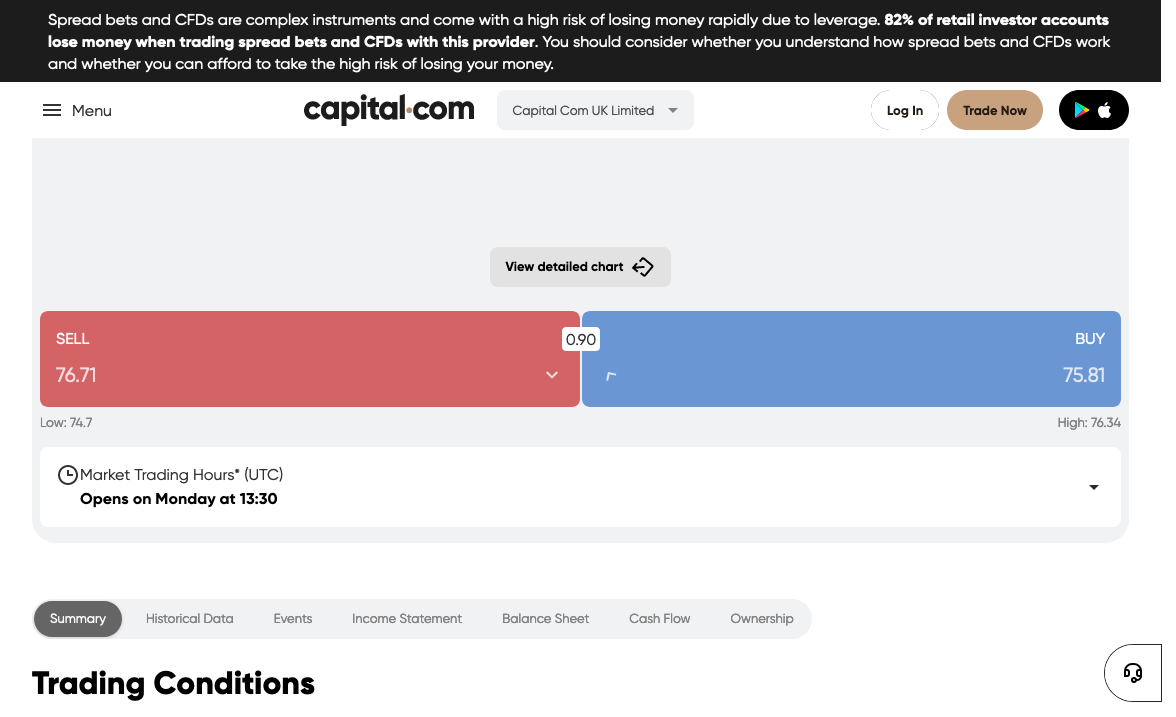 Spread bets and CFDs are complex instruments and come with a high risk of losing money rapidly due to leverage. 82% of retail investor accounts
lose money when trading spread bets and CFDs with this provider. You should consider whether you understand how spread bets and CFDs work
and whether you can afford to take the high risk of losing your money.
Menu
capital.com
Capital Com UK Limited
Log In
Trade Now
View detailed chart
SELL
0.90
BUY
76.71
75.81
Low: 74.7
High: 76.34
Market Trading Hours* (UTC)
Opens on Monday at 13:30
Summary
Historical Data
Events
Income Statement
Balance Sheet
Cash Flow
Ownership
Trading Conditions